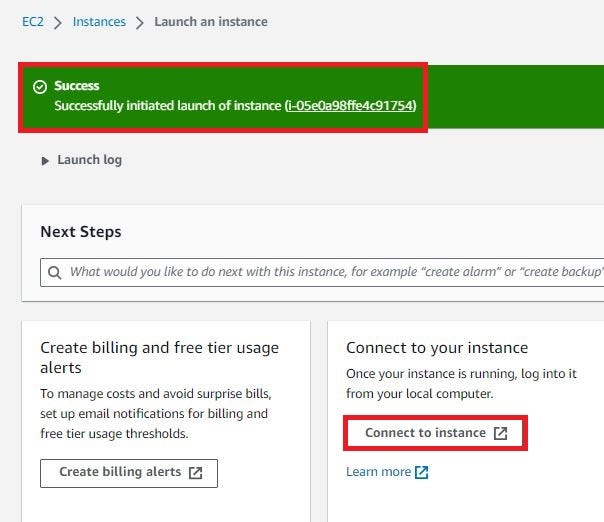 EC2 > Instances > Launch an instance
Success
Successfully initiated launch of instance (i-05e0a98ffe4c91754)
Launch log
Next Steps
What would you like to do next with this instance, for example “create alarm” or “create backup”
Create billing and free tier usage
alerts
To manage costs and avoid surprise bills,
set up email notifications for billing and
free tier usage thresholds.
Create billing alerts
Connect to your instance
Once your instance is running, log into it
from your local computer.
Connect to instance
Learn more